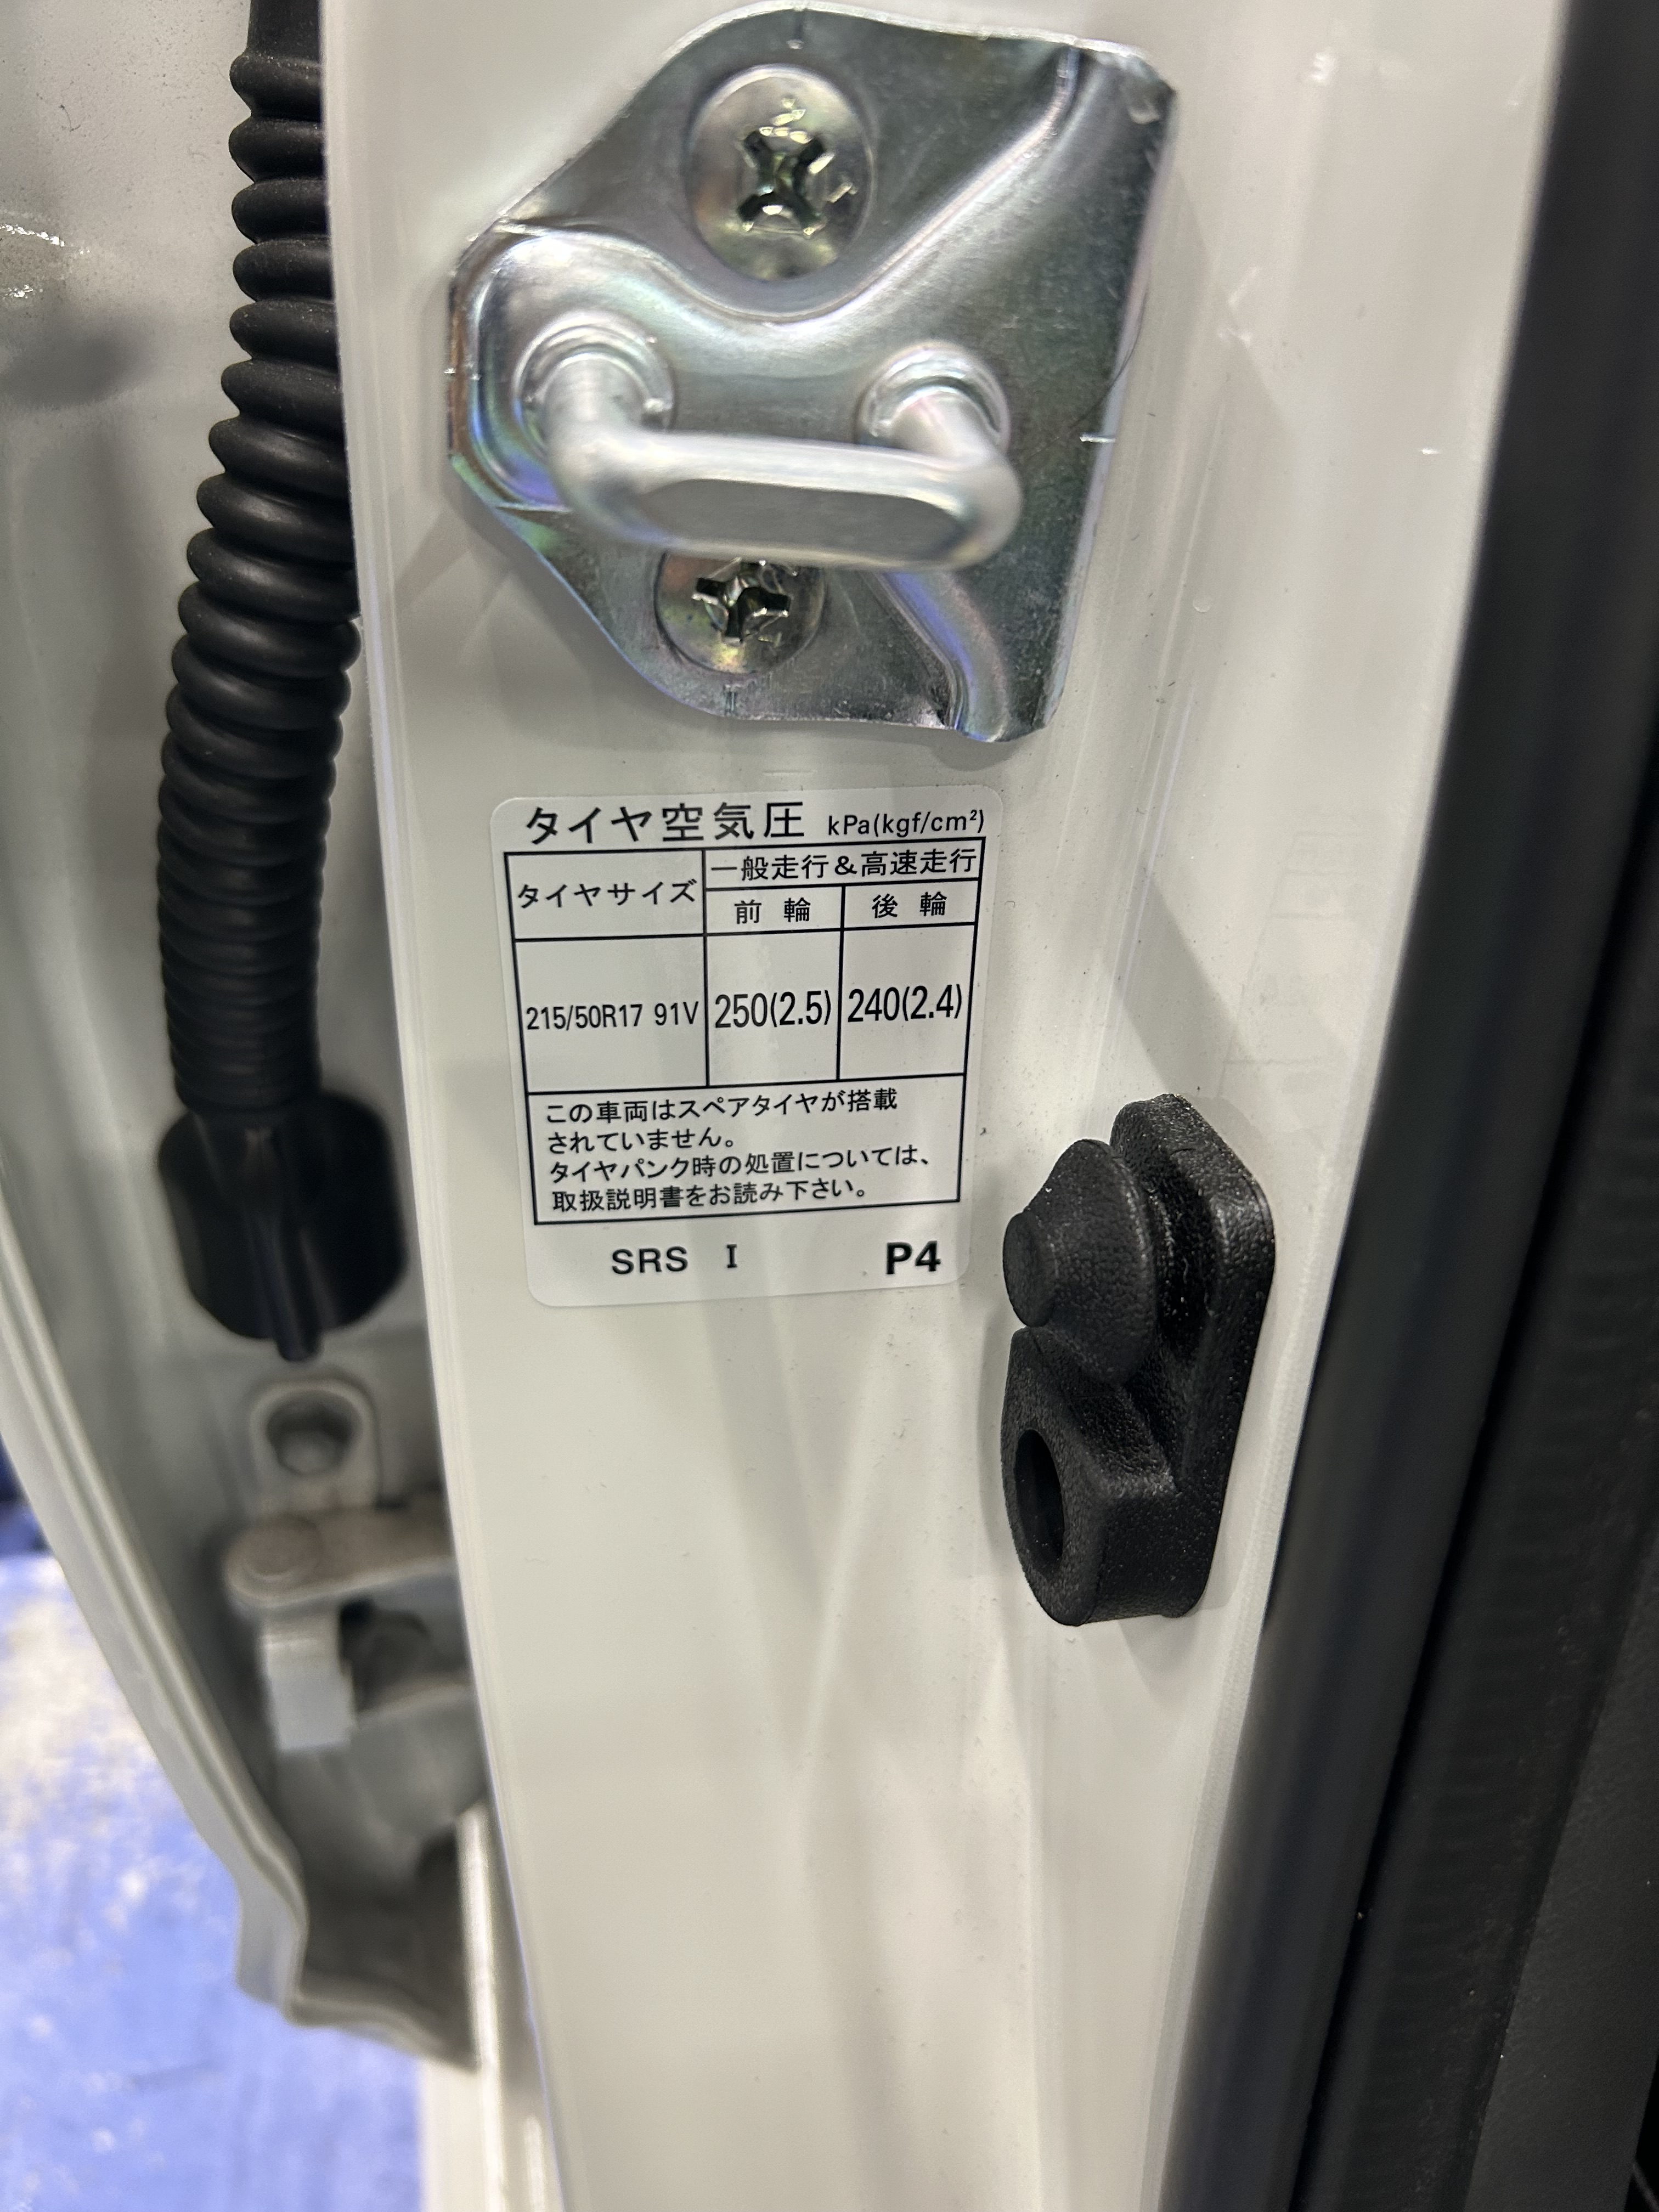 タイヤ空気圧 kPa(kgf/cm²)
タイヤサイズ 一般走行&高速走行
前輪 後輪
215/50R17 91V 250(2.5) 240(2.4)
この車両はスペアタイヤが搭載
されていません。
タイヤパンク時の処置については、
取扱説明書をお読み下さい。
SRS I P4